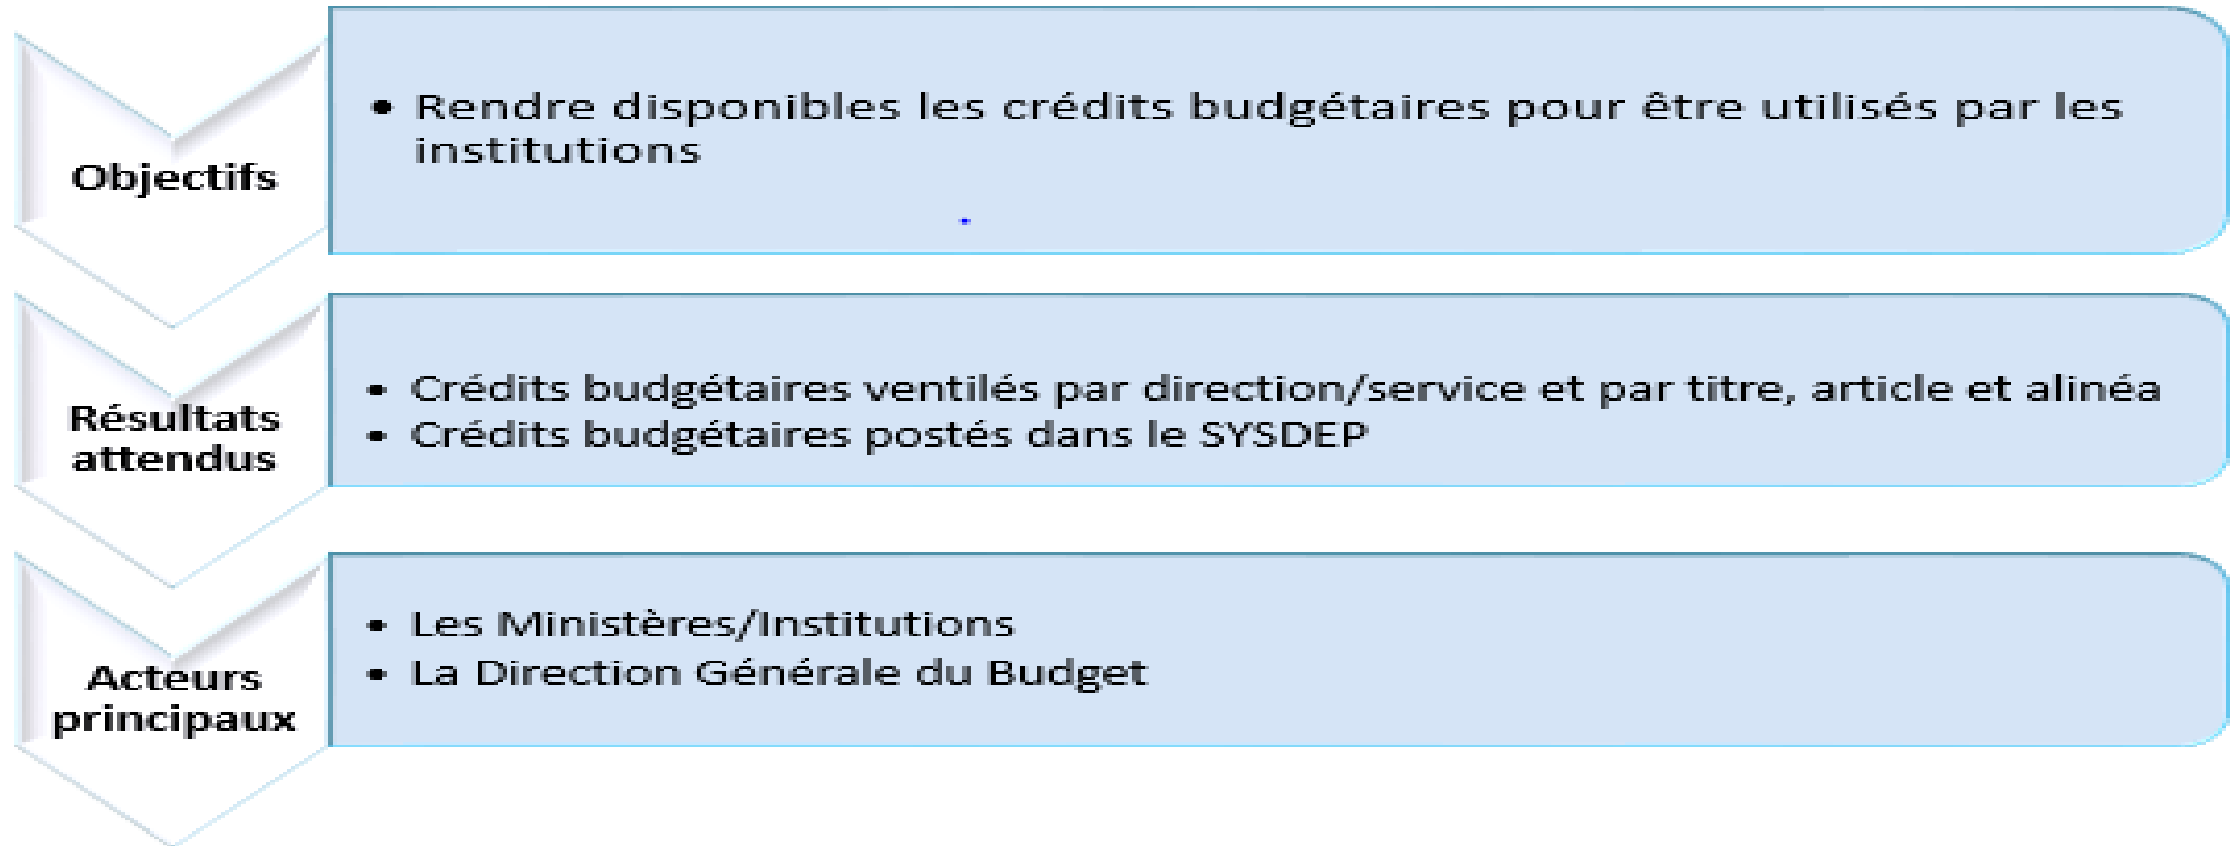 Objectifs
• Rendre disponibles les crédits budgétaires pour être utilisés par les
institutions
Résultats
attendus
• Crédits budgétaires ventilés par direction/service et par titre, article et alinéa
• Crédits budgétaires postés dans le SYSDEP
Acteurs
principaux
• Les Ministères/Institutions
• La Direction Générale du Budget